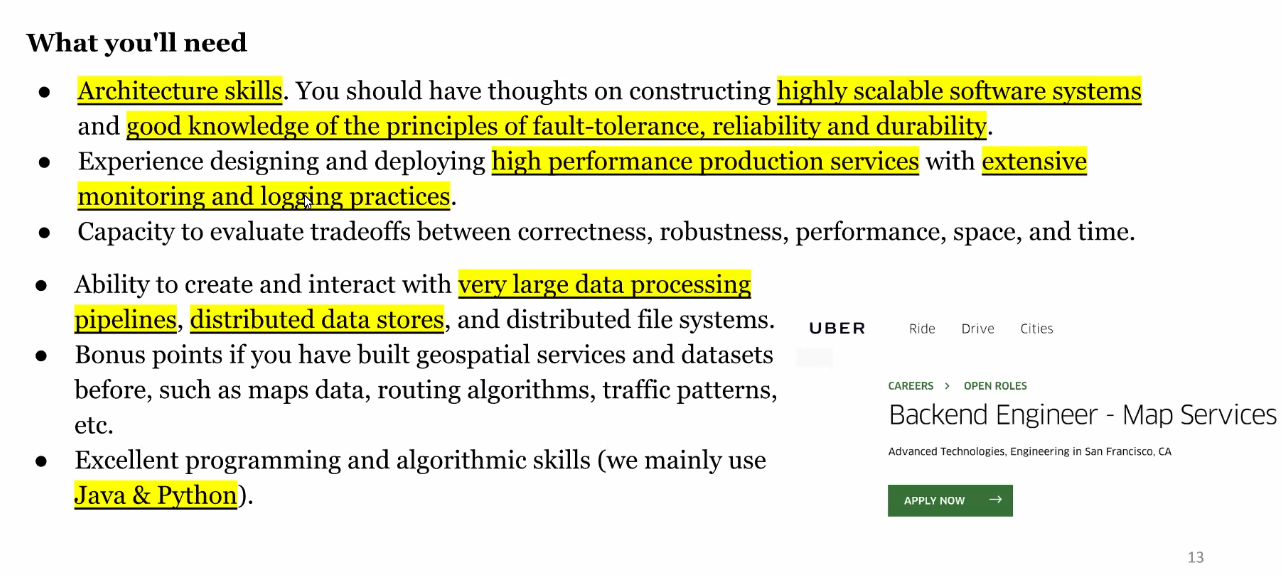 What you'll need
● Architecture skills. You should have thoughts on constructing highly scalable software systems
and good knowledge of the principles of fault-tolerance, reliability and durability.
● Experience designing and deploying high performance production services with extensive
monitoring and logging practices.
● Capacity to evaluate tradeoffs between correctness, robustness, performance, space, and time.
● Ability to create and interact with very large data processing
pipelines, distributed data stores, and distributed file systems.
● Bonus points if you have built geospatial services and datasets
before, such as maps data, routing algorithms, traffic patterns,
etc.
● Excellent programming and algorithmic skills (we mainly use
Java & Python).
UBER Ride Drive Cities
CAREERS > OPEN ROLES
Backend Engineer - Map Services
Advanced Technologies, Engineering in San Francisco, CA
APPLY NOW →
13